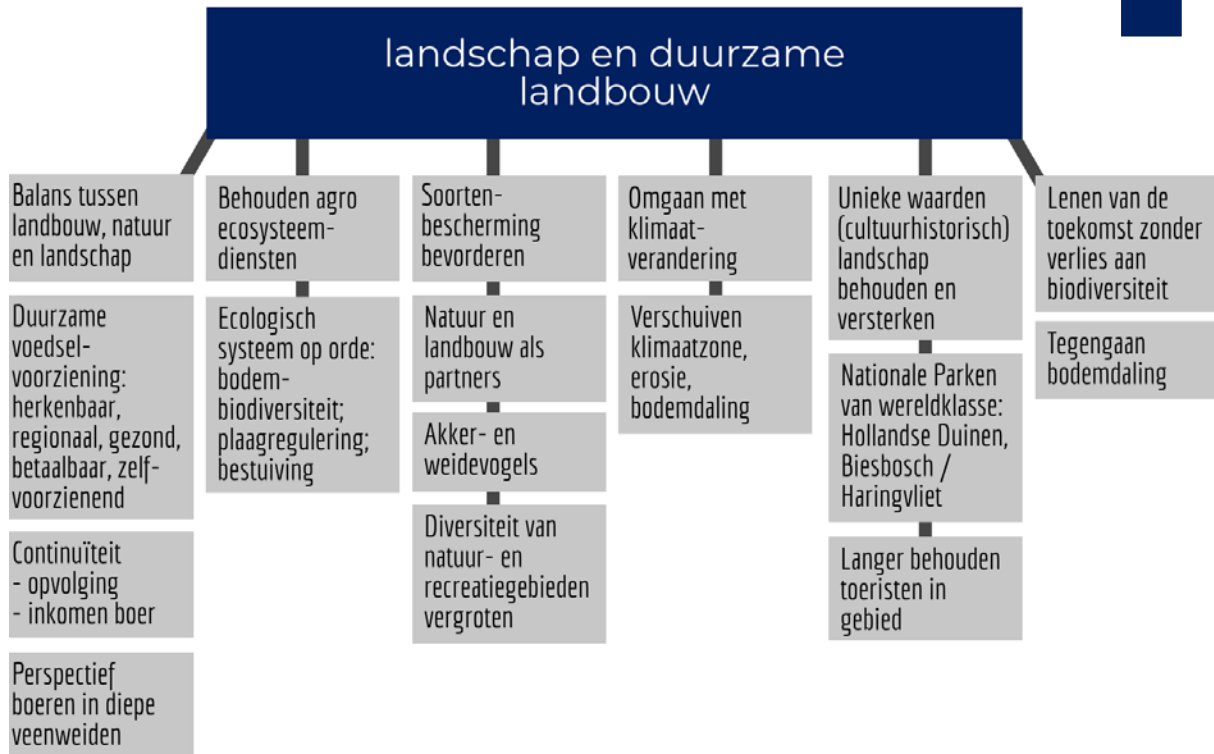 landschap en duurzame
landbouw
Balans tussen
landbouw, natuur
en landschap
Duurzame
voedsel-
voorziening:
herkenbaar,
regionaal, gezond,
betaalbaar, zelf-
voorzienend
Continuïteit
- opvolging
- inkomen boer
Perspectief
boeren in diepe
veenweiden
Behouden agro
ecosysteem-
diensten
Ecologisch
systeem op orde:
bodem-
biodiversiteit;
plaagregulering;
bestuiving
Soorten-
bescherming
bevorderen
Natuur en
landbouw als
partners
Akker- en
weidevogels
Diversiteit van
natuur- en
recreatiegebieden
vergroten
Omgaan met
klimaat-
verandering
Verschuiven
klimaatzone,
erosie,
bodemdaling
Unieke waarden
(cultuurhistorisch)
landschap
behouden en
versterken
Nationale Parken
van wereldklasse:
Hollandse Duinen,
Biesbosch /
Haringvliet
Langer behouden
toeristen in
gebied
Lenen van de
toekomst zonder
verlies aan
biodiversiteit
Tegengaan
bodemdaling